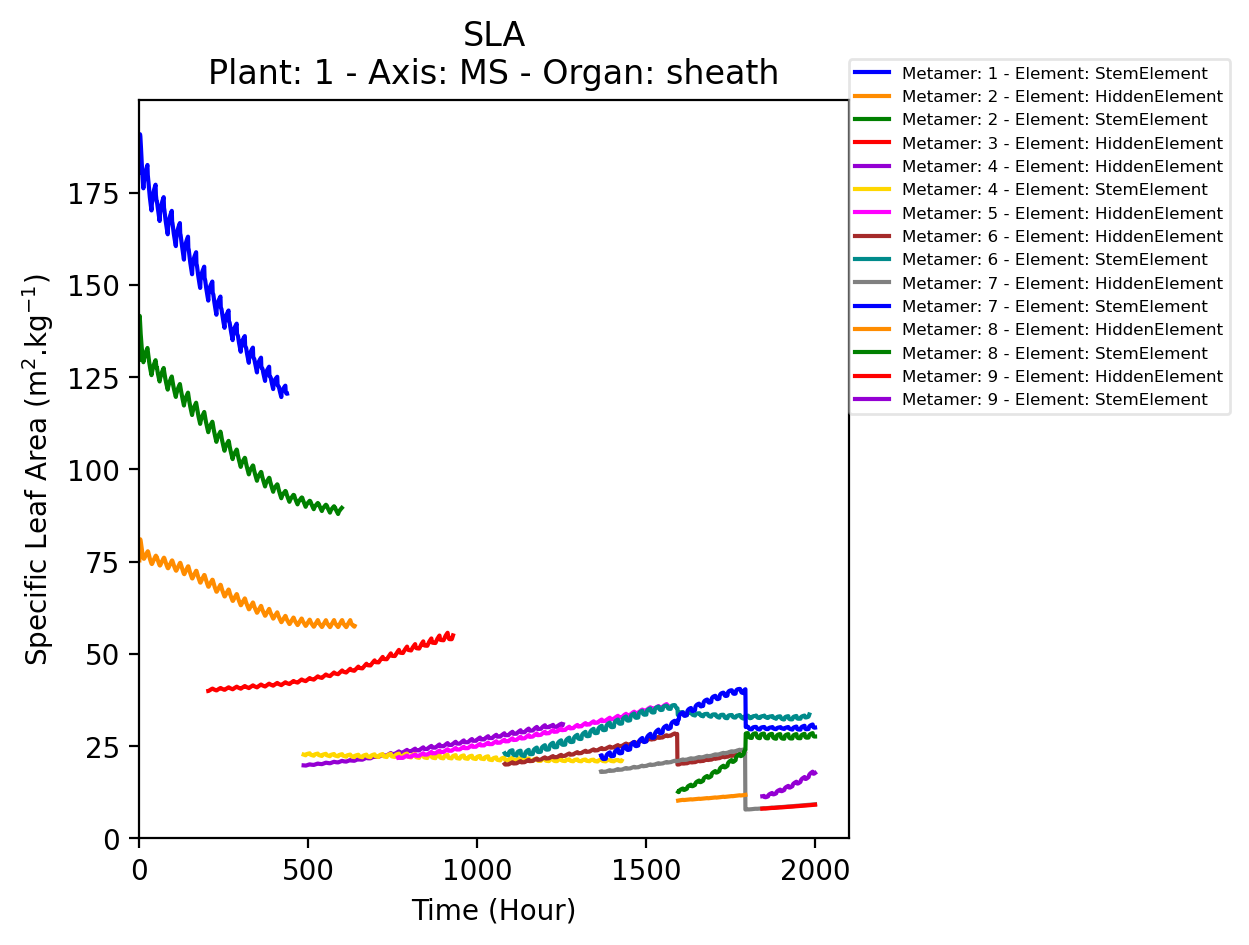 SLA
Plant: 1 - Axis: MS - Organ: sheath
Metamer: 1 - Element: StemElement
Metamer: 2 - Element: HiddenElement
Metamer: 2 - Element: StemElement
Metamer: 3 - Element: HiddenElement
Metamer: 4 - Element: HiddenElement
Metamer: 4 - Element: StemElement
Metamer: 5 - Element: HiddenElement
Metamer: 6 - Element: HiddenElement
Metamer: 6 - Element: StemElement
Metamer: 7 - Element: HiddenElement
Metamer: 7 - Element: StemElement
Metamer: 8 - Element: HiddenElement
Metamer: 8 - Element: StemElement
Metamer: 9 - Element: HiddenElement
Metamer: 9 - Element: StemElement
Specific Leaf Area (m².kg⁻¹)
175
150
125
100
75
50
25
0
0 500 1000 1500 2000
Time (Hour)